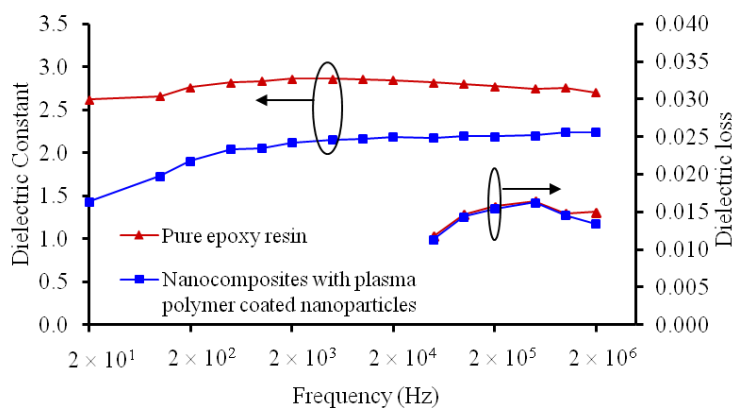 3.5
3.0
2.5
2.0
1.5
1.0
0.5
0.0
Dielectric Constant
Pure epoxy resin
Nanocomposites with plasma
polymer coated nanoparticles
0.040
0.035
0.030
0.025
0.020
0.015
0.010
0.005
0.000
Dielectric loss
2 × 10¹ 2 × 10² 2 × 10³ 2 × 10⁴ 2 × 10⁵ 2 × 10⁶
Frequency (Hz)